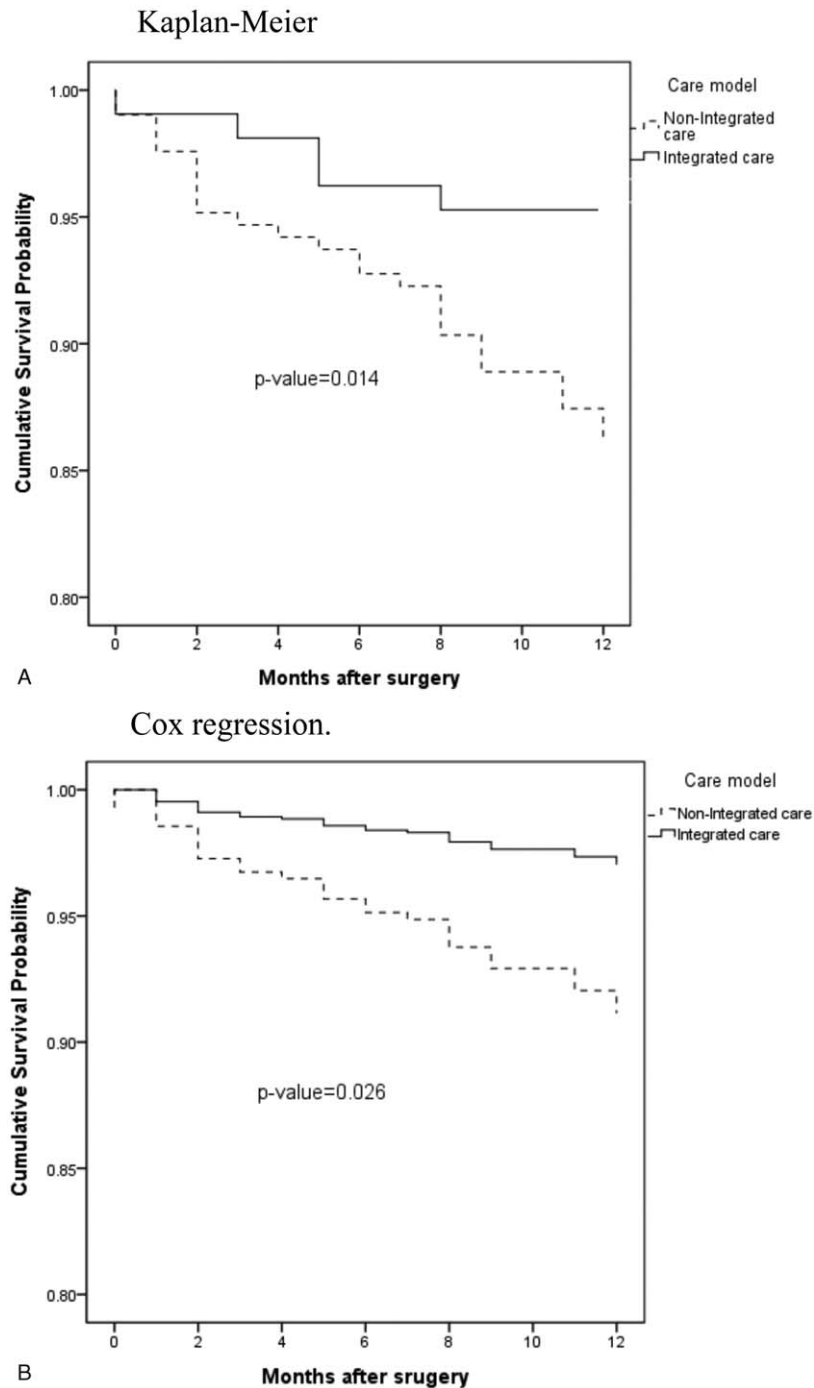 Kaplan-Meier
Care model
Non-Integrated
care
Integrated care
1.00
0.95
0.90
0.85
0.80
Cumulative Survival Probability
p-value=0.014
0 2 4 6 8 10 12
Months after surgery
A
Cox regression.
Care model
Non-Integrated care
Integrated care
1.00
0.95
0.90
0.85
0.80
Cumulative Survival Probability
p-value=0.026
0 2 4 6 8 10 12
Months after srugery
B